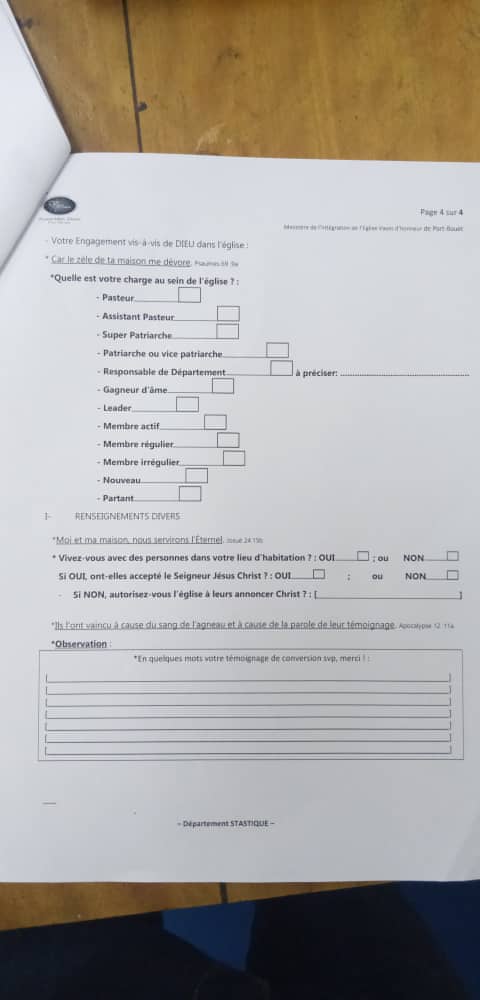 Page 4 sur 4
Ministère de l'Intégration de l'Eglise Vases d'honneur de Port-Bouët
- Votre Engagement vis-à-vis de DIEU dans l'église :
* Car le zèle de ta maison me dévore. Psaumes 69 :9a
*Quelle est votre charge au sein de l'église ? :
- Pasteur
- Assistant Pasteur
- Super Patriarche
- Patriarche ou vice patriarche
- Responsable de Département à préciser:
- Gagneur d'âme
- Leader
- Membre actif
- Membre régulier
- Membre irrégulier
- Nouveau
- Partant
I- RENSEIGNEMENTS DIVERS
*Moi et ma maison, nous servirons l'Éternel. Josué 24 15b
* Vivez-vous avec des personnes dans votre lieu d'habitation ? : OUI ; ou NON
Si OUI, ont-elles accepté le Seigneur Jésus Christ ? : OUI ; ou NON
- Si NON, autorisez-vous l'église à leurs annoncer Christ ? : [ ]
*Ils l'ont vaincu à cause du sang de l'agneau et à cause de la parole de leur témoignage. Apocalypse 12 :11a
*Observation :
*En quelques mots votre témoignage de conversion svp, merci ! :
– Département STASTIQUE –